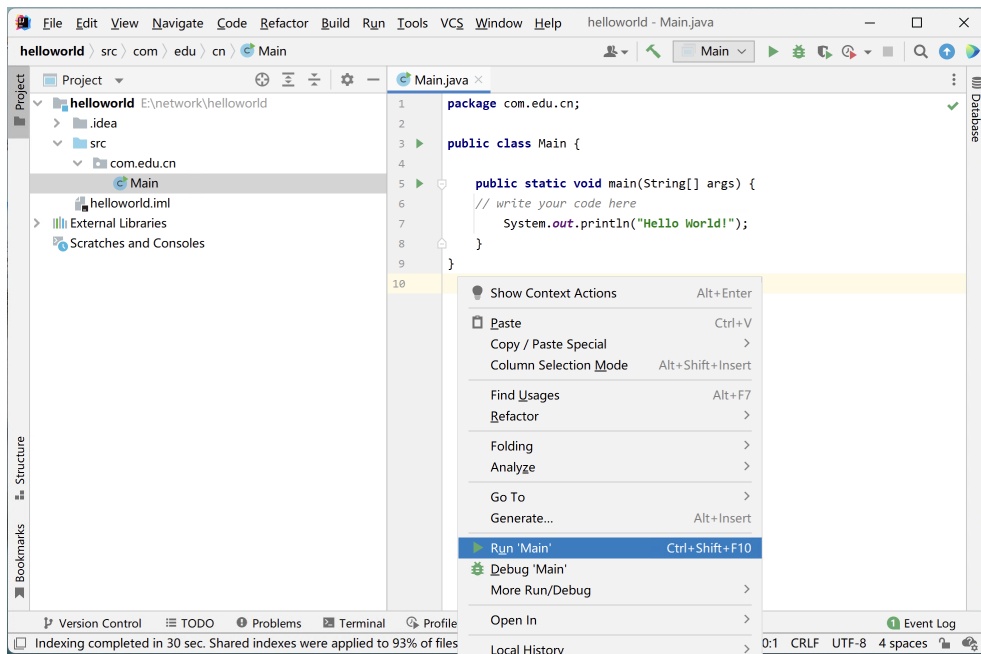 File Edit View Navigate Code Refactor Build Run Tools VCS Window Help helloworld - Main.java
helloworld src com edu cn Main Main
Project
Project
Main.java
Database
helloworld E:\network\helloworld
.idea
src
com.edu.cn
Main
helloworld.iml
External Libraries
Scratches and Consoles
1 package com.edu.cn;
2
3 public class Main {
4
5 public static void main(String[] args) {
6 // write your code here
7 System.out.println("Hello World!");
8 }
9 }
10
Show Context Actions Alt+Enter
Paste Ctrl+V
Copy / Paste Special
Column Selection Mode Alt+Shift+Insert
Find Usages Alt+F7
Refactor
Folding
Analyze
Go To
Generate... Alt+Insert
Run 'Main' Ctrl+Shift+F10
Debug 'Main'
More Run/Debug
Open In
Local History
Structure
Bookmarks
Version Control TODO Problems Terminal Profile 1 Event Log
Indexing completed in 30 sec. Shared indexes were applied to 93% of files 0:1 CRLF UTF-8 4 spaces